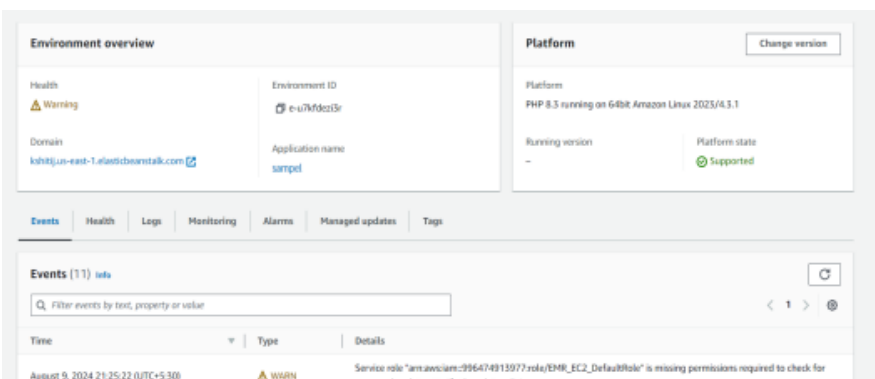 Environment overview
Health
Warning
Environment ID
e-u7kfdezi3r
Domain
kshitij.us-east-1.elasticbeanstalk.com
Application name
sampel
Platform
Change version
Platform
PHP 8.3 running on 64bit Amazon Linux 2023/4.3.1
Running version
–
Platform state
Supported
Events Health Logs Monitoring Alarms Managed updates Tags
Events (11) Info
Filter events by text, property or value
1
Time Type Details
August 9, 2024 21:25:22 (UTC+5:30) WARN Service role "arn:aws:iam::996474913977:role/EMR_EC2_DefaultRole" is missing permissions required to check for